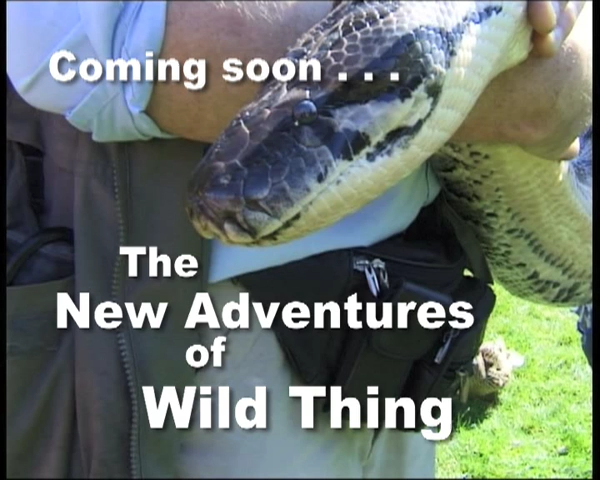 Coming soon . . .
The
New Adventures
of
Wild Thing